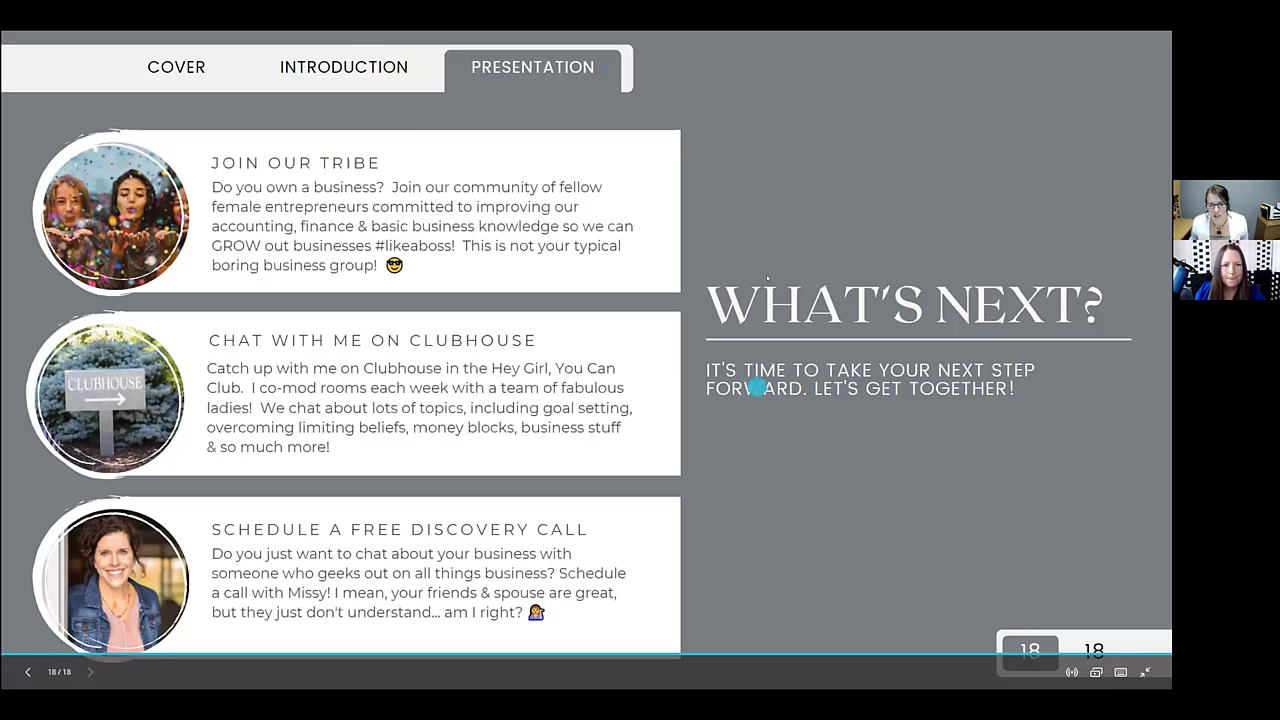 COVER
INTRODUCTION
PRESENTATION
JOIN OUR TRIBE
Do you own a business? Join our community of fellow
female entrepreneurs committed to improving our
accounting, finance & basic business knowledge so we can
GROW out businesses #likeaboss! This is not your typical
boring business group! 😎
CHAT WITH ME ON CLUBHOUSE
Catch up with me on Clubhouse in the Hey Girl, You Can
Club. I co-mod rooms each week with a team of fabulous
ladies! We chat about lots of topics, including goal setting,
overcoming limiting beliefs, money blocks, business stuff
& so much more!
CLUBHOUSE
SCHEDULE A FREE DISCOVERY CALL
Do you just want to chat about your business with
someone who geeks out on all things business? Schedule
a call with Missy! I mean, your friends & spouse are great,
but they just don't understand... am I right? 🤷‍♀️
WHAT'S NEXT?
IT'S TIME TO TAKE YOUR NEXT STEP
FORWARD. LET'S GET TOGETHER!
18
18
18 / 18